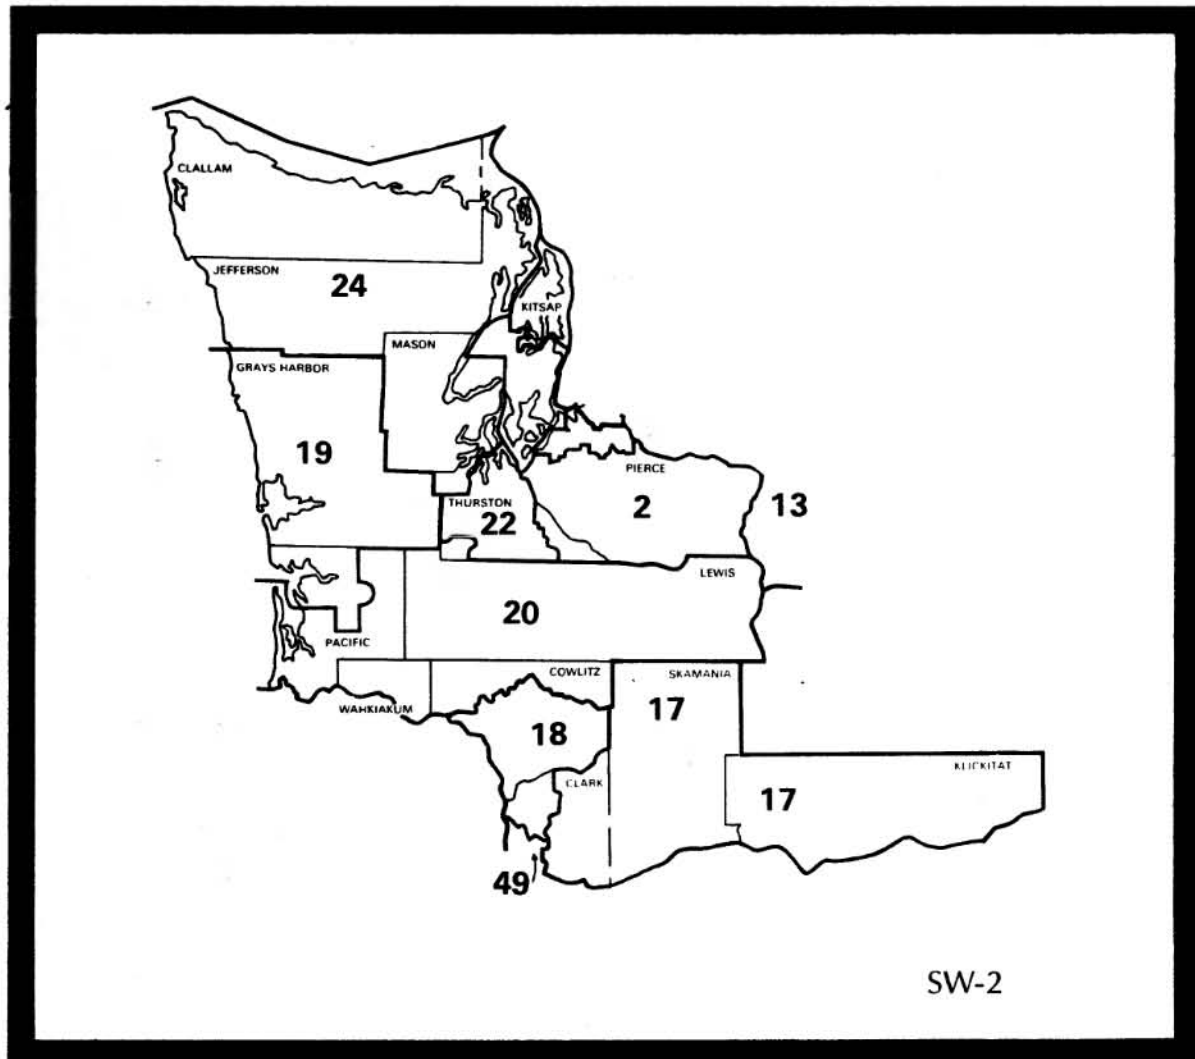 CLALLAM
JEFFERSON
24
KITSAP
MASON
GRAYS HARBOR
19
PIERCE
2
13
THURSTON
22
LEWIS
20
PACIFIC
COWLITZ
SKAMANIA
17
WAHKIAKUM
18
KLICKITAT
CLARK
17
49
SW-2